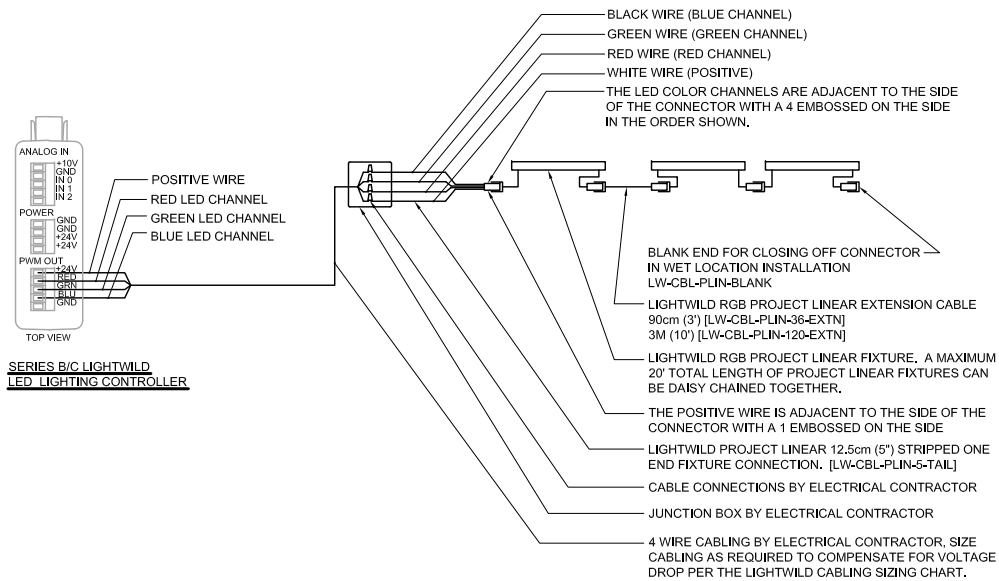 BLACK WIRE (BLUE CHANNEL)
GREEN WIRE (GREEN CHANNEL)
RED WIRE (RED CHANNEL)
WHITE WIRE (POSITIVE)
THE LED COLOR CHANNELS ARE ADJACENT TO THE SIDE
OF THE CONNECTOR WITH A 4 EMBOSSED ON THE SIDE
IN THE ORDER SHOWN.
ANALOG IN
+10V
GND
IN 0
IN 1
IN 2
POWER
GND
GND
+24V
+24V
PWM OUT
+24V
RED
GRN
BLU
GND
TOP VIEW
SERIES B/C LIGHTWILD
LED LIGHTING CONTROLLER
POSITIVE WIRE
RED LED CHANNEL
GREEN LED CHANNEL
BLUE LED CHANNEL
BLANK END FOR CLOSING OFF CONNECTOR
IN WET LOCATION INSTALLATION
LW-CBL-PLIN-BLANK
LIGHTWILD RGB PROJECT LINEAR EXTENSION CABLE
90cm (3') [LW-CBL-PLIN-36-EXTN]
3M (10') [LW-CBL-PLIN-120-EXTN]
LIGHTWILD RGB PROJECT LINEAR FIXTURE. A MAXIMUM
20' TOTAL LENGTH OF PROJECT LINEAR FIXTURES CAN
BE DAISY CHAINED TOGETHER.
THE POSITIVE WIRE IS ADJACENT TO THE SIDE OF THE
CONNECTOR WITH A 1 EMBOSSED ON THE SIDE
LIGHTWILD PROJECT LINEAR 12.5cm (5") STRIPPED ONE
END FIXTURE CONNECTION. [LW-CBL-PLIN-5-TAIL]
CABLE CONNECTIONS BY ELECTRICAL CONTRACTOR
JUNCTION BOX BY ELECTRICAL CONTRACTOR
4 WIRE CABLING BY ELECTRICAL CONTRACTOR, SIZE
CABLING AS REQUIRED TO COMPENSATE FOR VOLTAGE
DROP PER THE LIGHTWILD CABLING SIZING CHART.